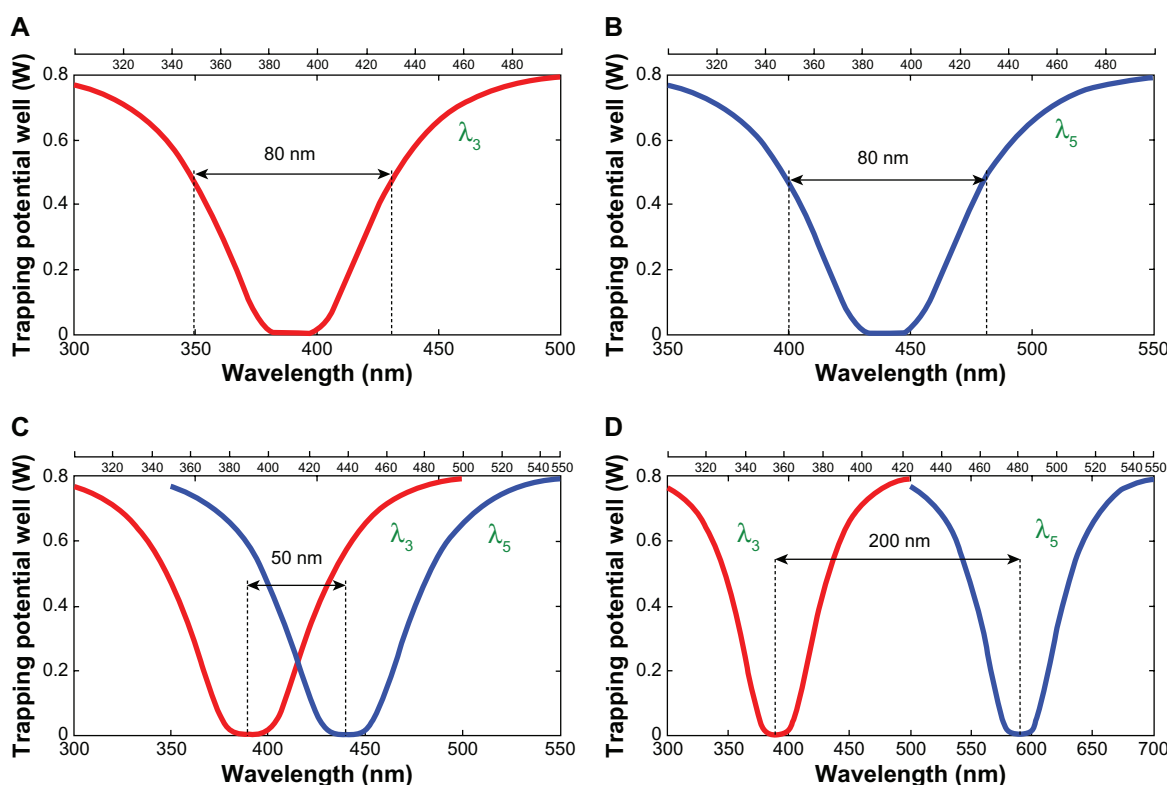 A
320 340 360 380 400 420 440 460 480
0.8
0.6
0.4
0.2
0
Trapping potential well (W)
λ3
80 nm
300 350 400 450 500
Wavelength (nm)
B
320 340 360 380 400 420 440 460 480
0.8
0.6
0.4
0.2
0
Trapping potential well (W)
λ5
80 nm
350 400 450 500 550
Wavelength (nm)
C
320 340 360 380 400 420 440 460 480 500 520 540 550
0.8
0.6
0.4
0.2
0
Trapping potential well (W)
λ3 λ5
50 nm
300 350 400 450 500 550
Wavelength (nm)
D
320 340 360 380 400 420 440 460 480 500 520 540 550
0.8
0.6
0.4
0.2
0
Trapping potential well (W)
λ3 λ5
200 nm
300 350 400 450 500 550 600 650 700
Wavelength (nm)